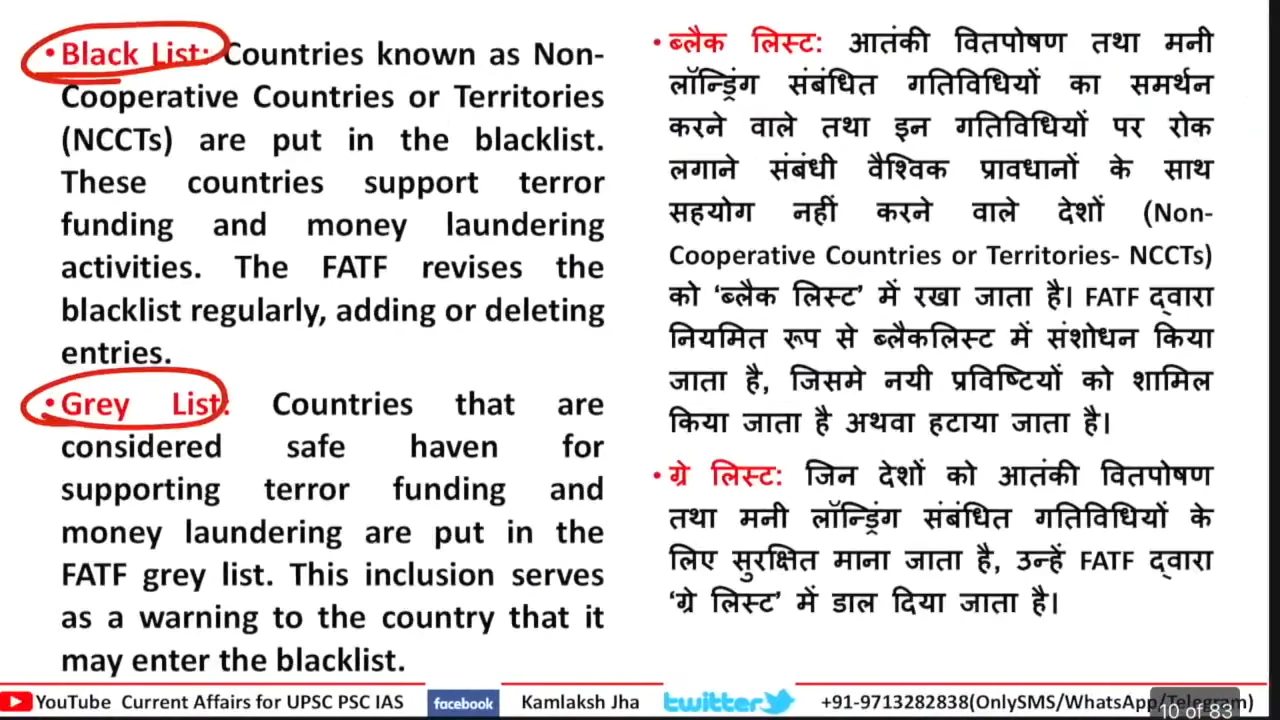 • Black List: Countries known as Non-
Cooperative Countries or Territories
(NCCTs) are put in the blacklist.
These countries support terror
funding and money laundering
activities. The FATF revises the
blacklist regularly, adding or deleting
entries.
• Grey List: Countries that are
considered safe haven for
supporting terror funding and
money laundering are put in the
FATF grey list. This inclusion serves
as a warning to the country that it
may enter the blacklist.
• ब्लैक लिस्ट: आतंकी वितपोषण तथा मनी
लॉन्ड्रिंग संबंधित गतिविधियों का समर्थन
करने वाले तथा इन गतिविधियों पर रोक
लगाने संबंधी वैश्विक प्रावधानों के साथ
सहयोग नहीं करने वाले देशों (Non-
Cooperative Countries or Territories- NCCTs)
को ‘ब्लैक लिस्ट’ में रखा जाता है। FATF द्वारा
नियमित रूप से ब्लैकलिस्ट में संशोधन किया
जाता है, जिसमे नयी प्रविष्टियों को शामिल
किया जाता है अथवा हटाया जाता है।
• ग्रे लिस्ट: जिन देशों को आतंकी वितपोषण
तथा मनी लॉन्ड्रिंग संबंधित गतिविधियों के
लिए सुरक्षित माना जाता है, उन्हें FATF द्वारा
‘ग्रे लिस्ट’ में डाल दिया जाता है।
YouTube Current Affairs for UPSC PSC IAS facebook Kamlaksh Jha twitter +91-9713282838(OnlySMS/WhatsApp/Telegram)
10 of 83